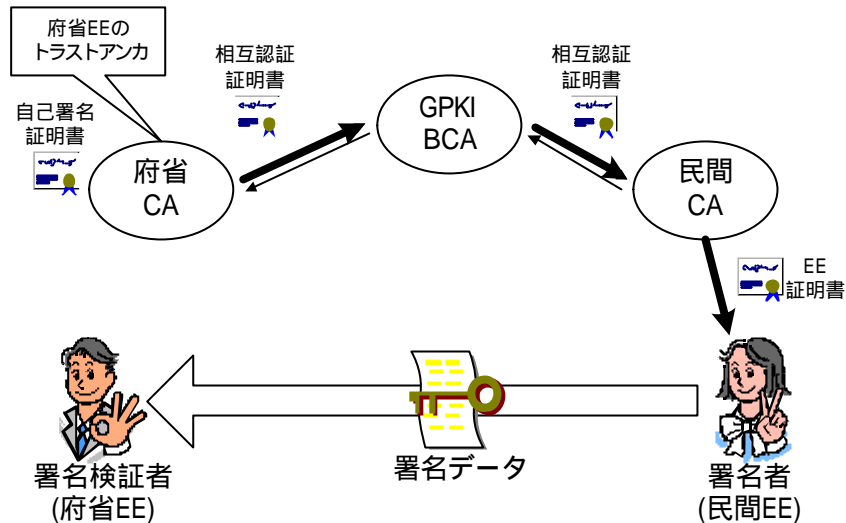 府省EEの
トラストアンカ
自己署名
証明書
府省
CA
相互認証
証明書
GPKI
BCA
相互認証
証明書
民間
CA
EE
証明書
署名検証者
(府省EE)
署名データ
署名者
(民間EE)